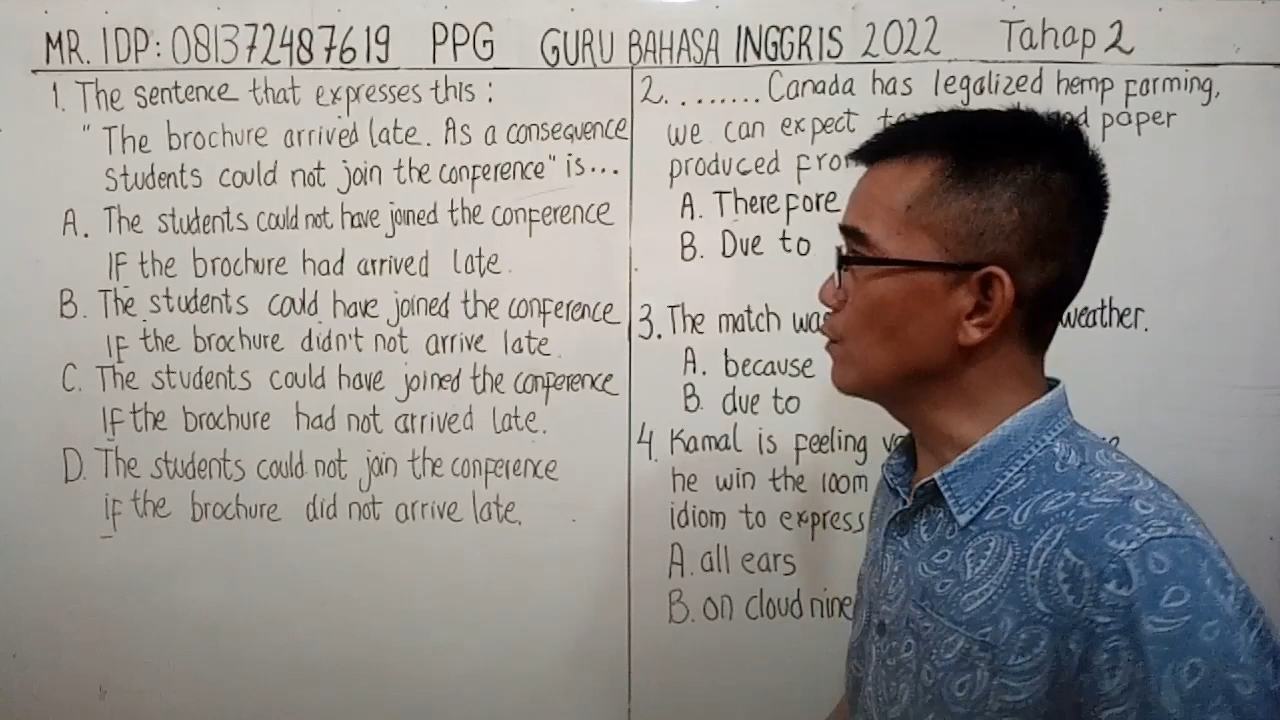 MR. IDP: 081372487619 PPG GURU BAHASA INGGRIS 2022 Tahap 2
1. The sentence that expresses this:
"The brochure arrived late. As a consequence
students could not join the conference" is...
A. The students could not have joined the conference
IF the brochure had arrived late.
B. The students could have joined the conference
IF the brochure didn't not arrive late.
C. The students could have joined the conference
If the brochure had not arrived late.
D. The students could not join the conference
if the brochure did not arrive late.
2. ........ Canada has legalized hemp farming,
we can expect paper
produced
A. Therefore
B. Due to
3. The match weather.
A. because
B. due to
4. Kamal is feeling
he win the 100m
idiom to express
A. all ears
B. on cloud nine